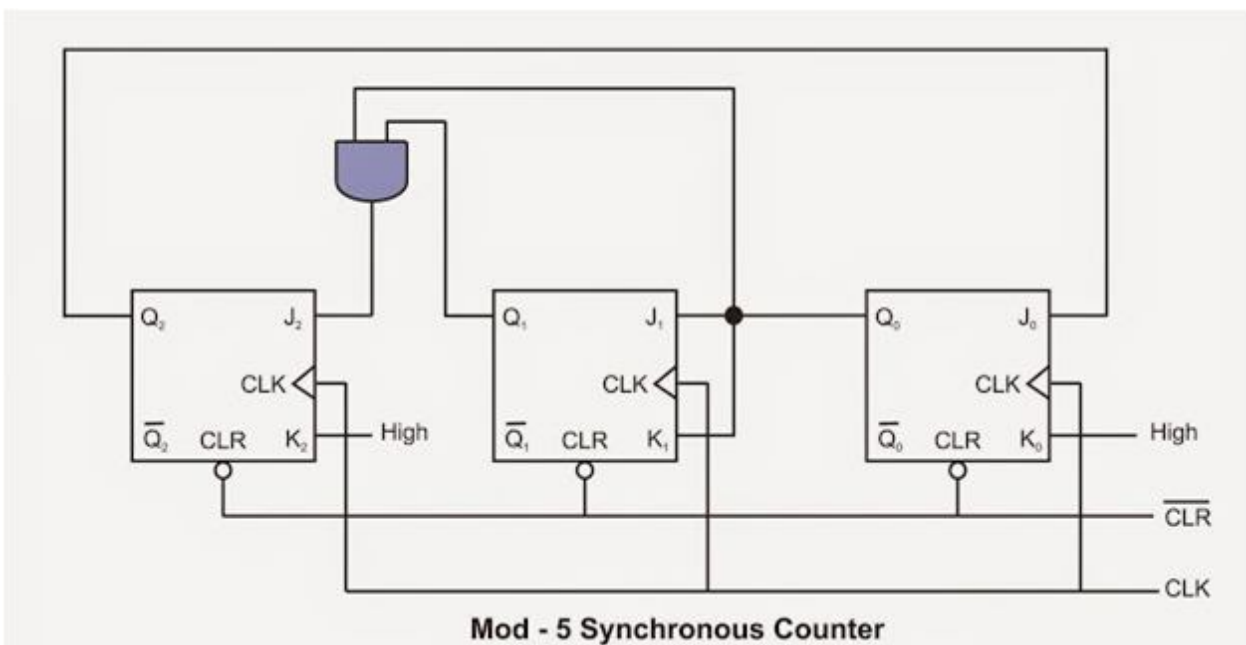 Q₂ J₂ Q₁ J₁ Q₀ J₀
CLK CLK CLK
Q̅₂ CLR K₂ High Q̅₁ CLR K₁ Q̅₀ CLR K₀ High
C̅L̅R̅
CLK
Mod - 5 Synchronous Counter